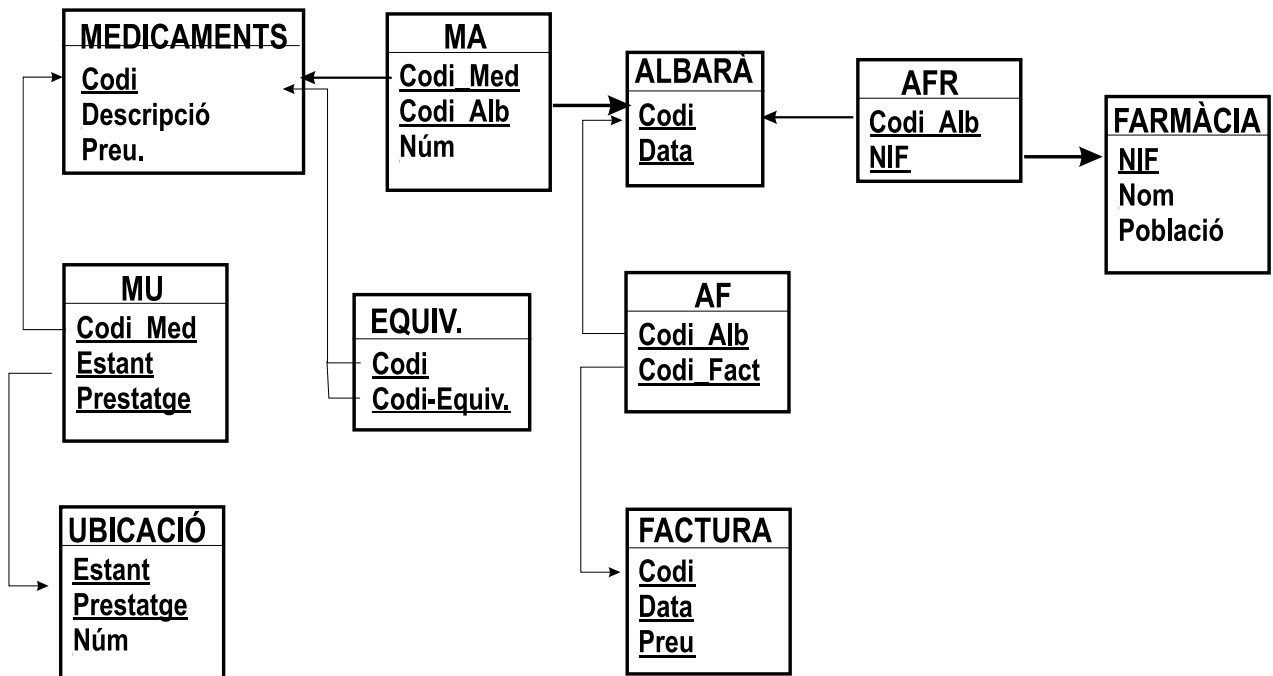 MEDICAMENTS
Codi
Descripció
Preu.
MA
Codi_Med
Codi_Alb
Núm
ALBARÀ
Codi
Data
AFR
Codi_Alb
NIF
FARMÀCIA
NIF
Nom
Població
MU
Codi_Med
Estant
Prestatge
EQUIV.
Codi
Codi-Equiv.
AF
Codi_Alb
Codi_Fact
UBICACIÓ
Estant
Prestatge
Núm
FACTURA
Codi
Data
Preu